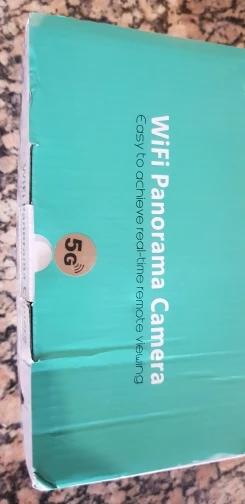 WiFi Panorama Camera
Easy to achieve real-time remote viewing
5G